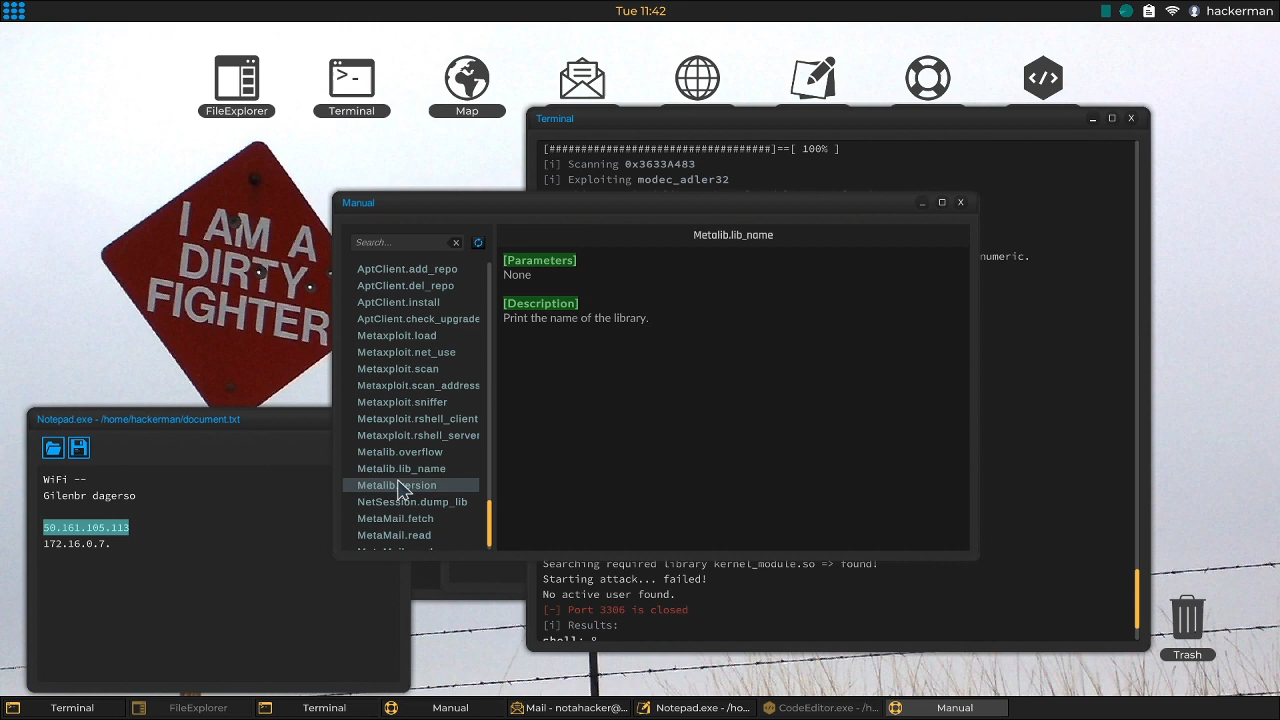 Tue 11:42
hackerman
FileExplorer
Terminal
Map
I AM A
DIRTY
FIGHTER
Terminal
[###################################]==[ 100% ]
[i] Scanning 0x3633A483
[i] Exploiting modec_adler32
numeric.
Manual
Search...
AptClient.add_repo
AptClient.del_repo
AptClient.install
AptClient.check_upgrade
Metaxploit.load
Metaxploit.net_use
Metaxploit.scan
Metaxploit.scan_address
Metaxploit.sniffer
Metaxploit.rshell_client
Metaxploit.rshell_server
Metalib.overflow
Metalib.lib_name
Metalib.version
NetSession.dump_lib
MetaMail.fetch
MetaMail.read
Metalib.lib_name
[Parameters]
None
[Description]
Print the name of the library.
Notepad.exe - /home/hackerman/document.txt
WiFi --
Gilenbr dagerso
50.161.105.113
172.16.0.7.
Searching required library kernel_module.so => found!
Starting attack... failed!
No active user found.
[-] Port 3306 is closed
[i] Results:
shell: 8
Trash
Terminal
FileExplorer
Terminal
Manual
Mail - notahacker@...
Notepad.exe - /ho...
CodeEditor.exe - /h...
Manual